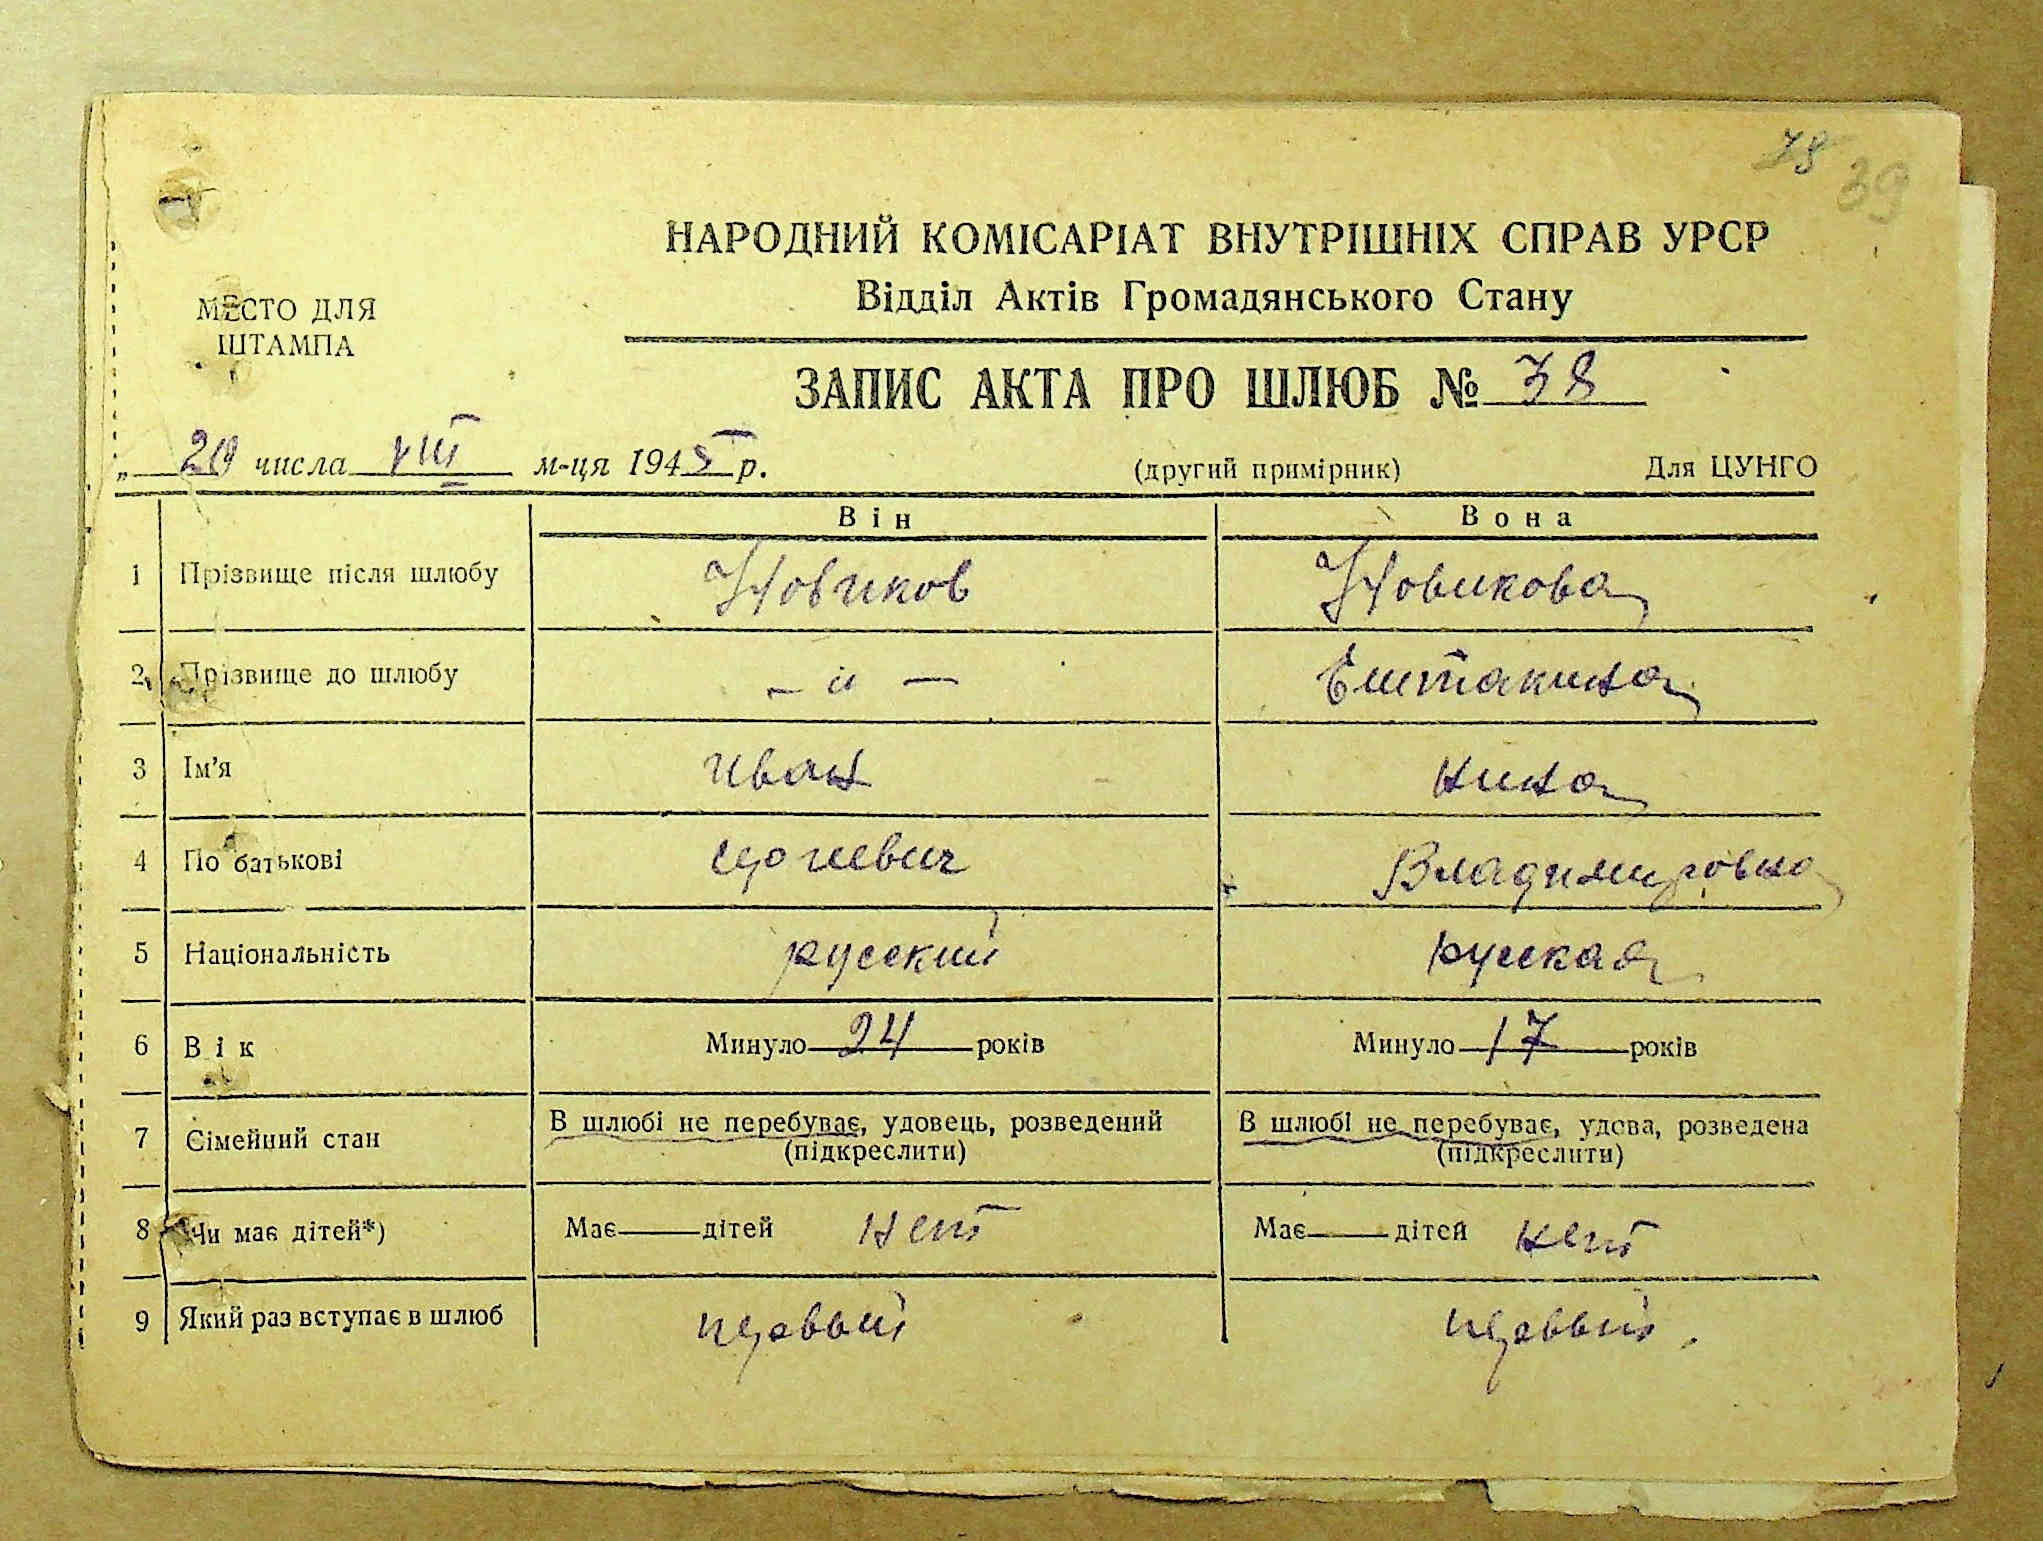 78 39
НАРОДНИЙ КОМІСАРІАТ ВНУТРІШНІХ СПРАВ УРСР
Відділ Актів Громадянського Стану
МЕСТО ДЛЯ
ШТАМПА
ЗАПИС АКТА ПРО ШЛЮБ № 38
„ 20 числа VIII м-ця 1945 р. (другий примірник) Для ЦУНГО
Він Вона
1 Прізвище після шлюбу Новиков Новикова
2 Прізвище до шлюбу – и – Ештакина
3 Ім'я Иван Нина
4 По батькові Сергеевич Владимировна
5 Національність русский русская
6 Вік Минуло 24 років Минуло 17 років
7 Сімейний стан В шлюбі не перебуває, удовець, розведений В шлюбі не перебуває, удова, розведена
(підкреслити) (підкреслити)
8 Чи має дітей*) Має дітей нет Має дітей нет
9 Який раз вступає в шлюб первый первый.